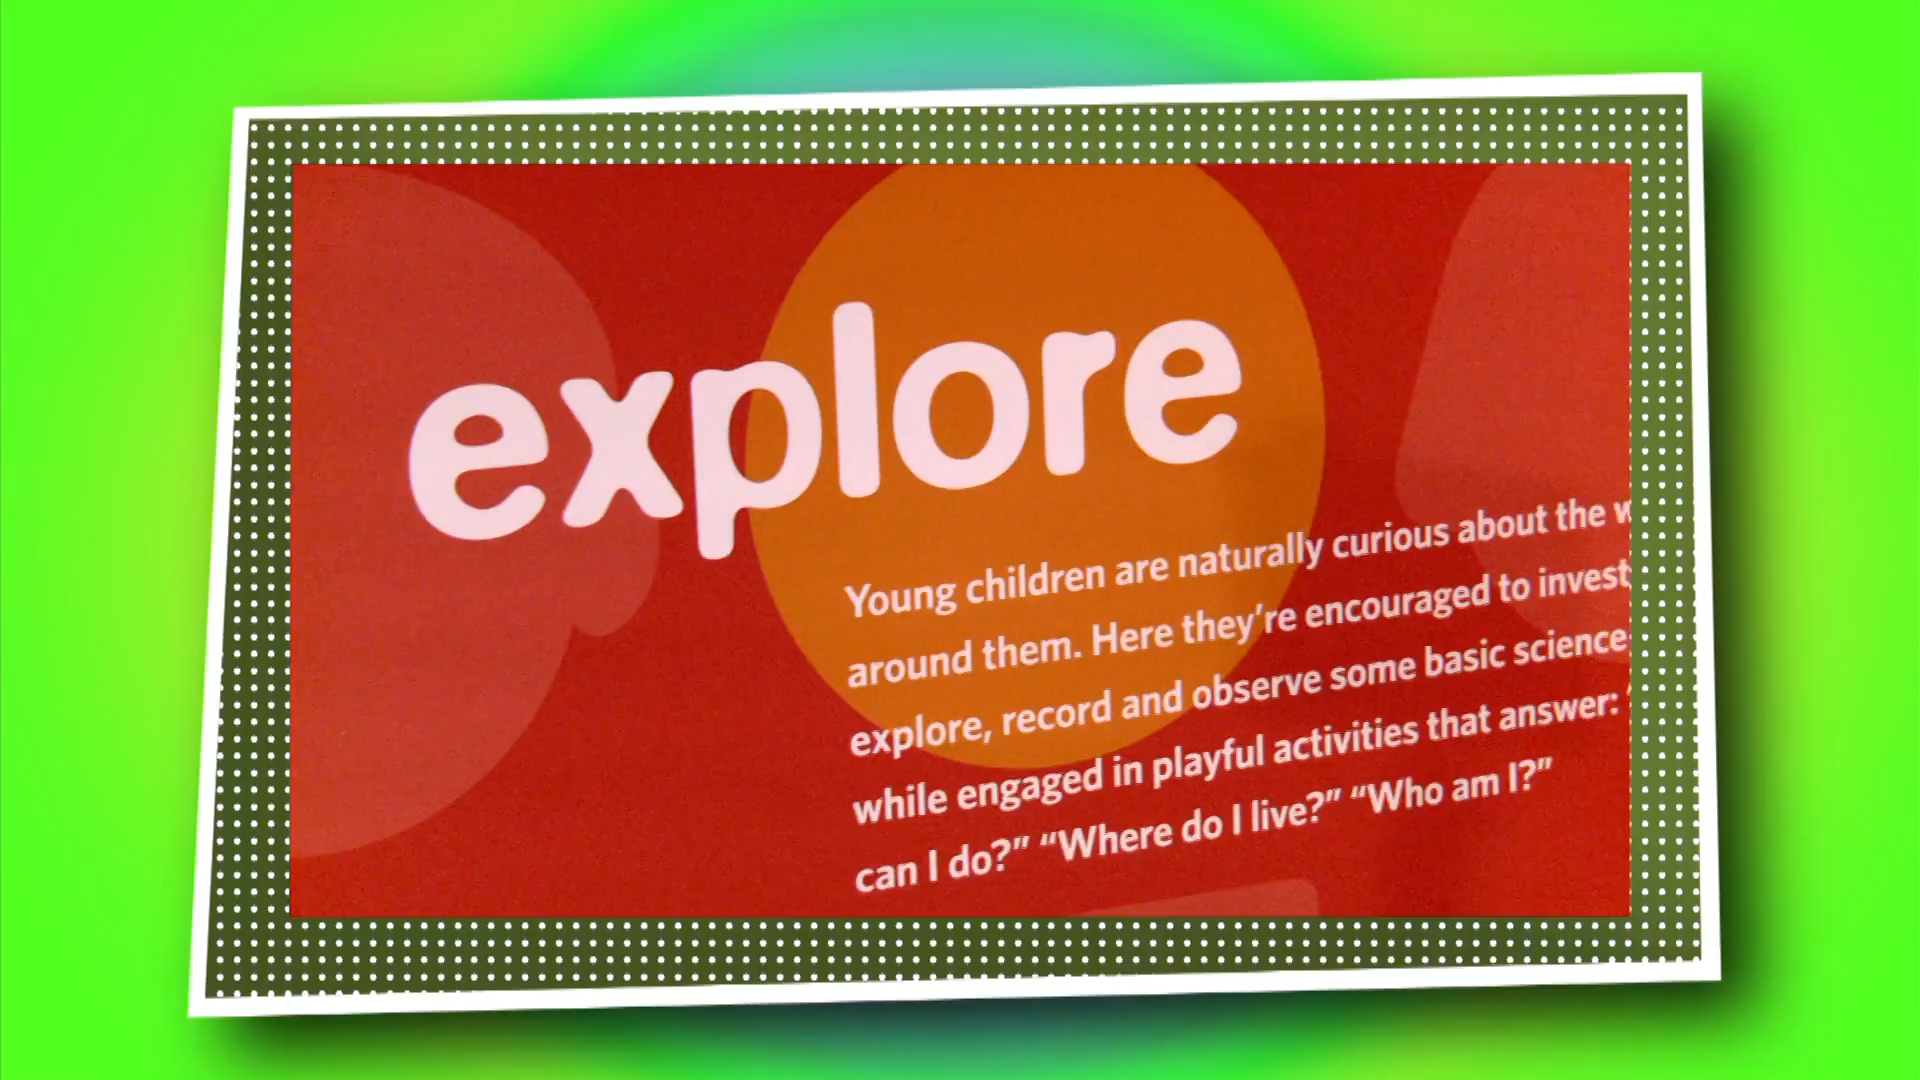 explore
Young children are naturally curious about the
around them. Here they're encouraged to
explore, record and observe some basic science
while engaged in playful activities that answer:
can I do?” “Where do I live?” “Who am I?”